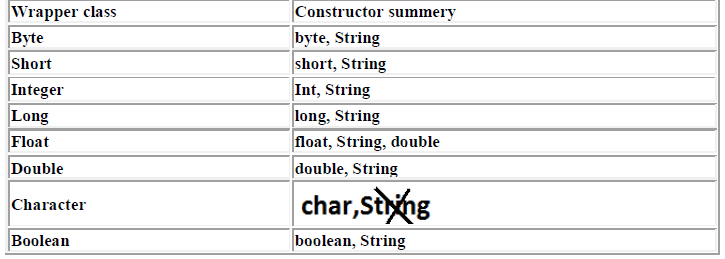 Wrapper class Constructor summery
Byte byte, String
Short short, String
Integer Int, String
Long long, String
Float float, String, double
Double double, String
Character char,String
Boolean boolean, String